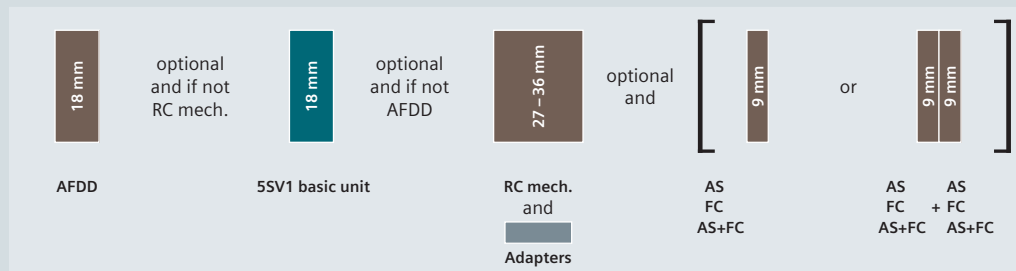 18 mm
optional
and if not
RC mech.
18 mm
optional
and if not
AFDD
27 – 36 mm
optional
and
9 mm
or
9 mm
9 mm
AFDD
5SV1 basic unit
RC mech.
and
Adapters
AS
FC
AS+FC
AS AS
FC + FC
AS+FC AS+FC